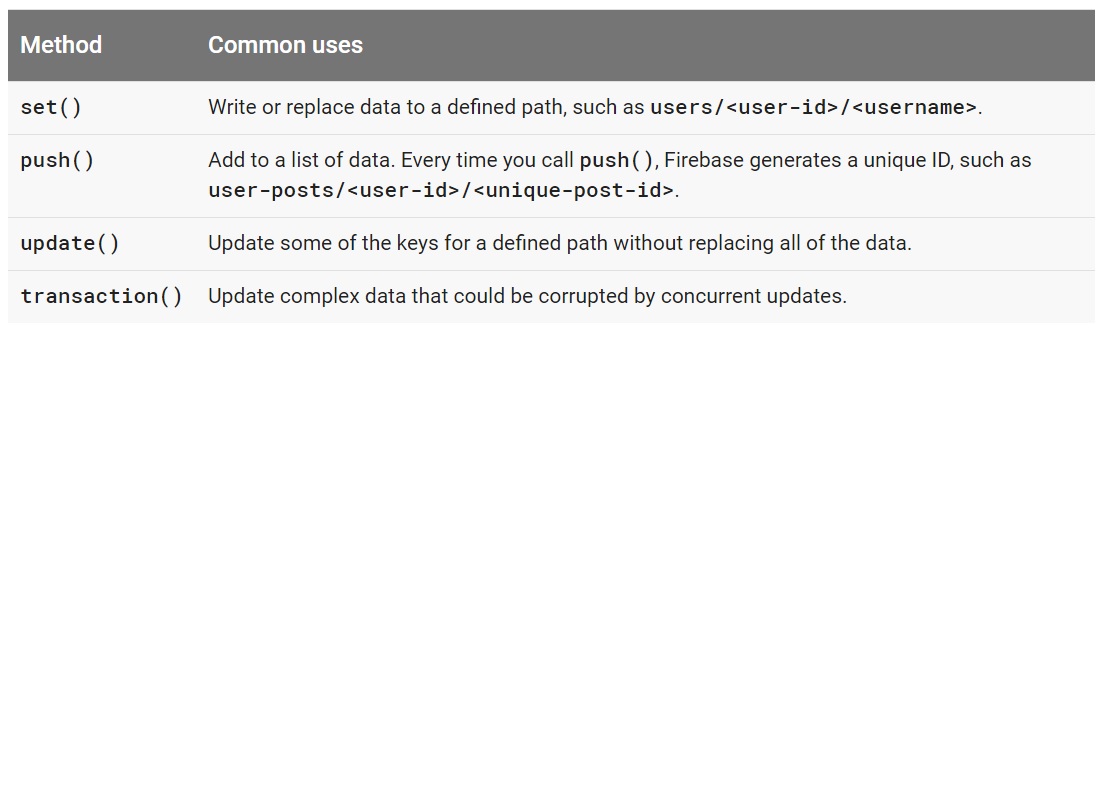 Method Common uses
set() Write or replace data to a defined path, such as users/<user-id>/<username>.
push() Add to a list of data. Every time you call push(), Firebase generates a unique ID, such as
user-posts/<user-id>/<unique-post-id>.
update() Update some of the keys for a defined path without replacing all of the data.
transaction() Update complex data that could be corrupted by concurrent updates.